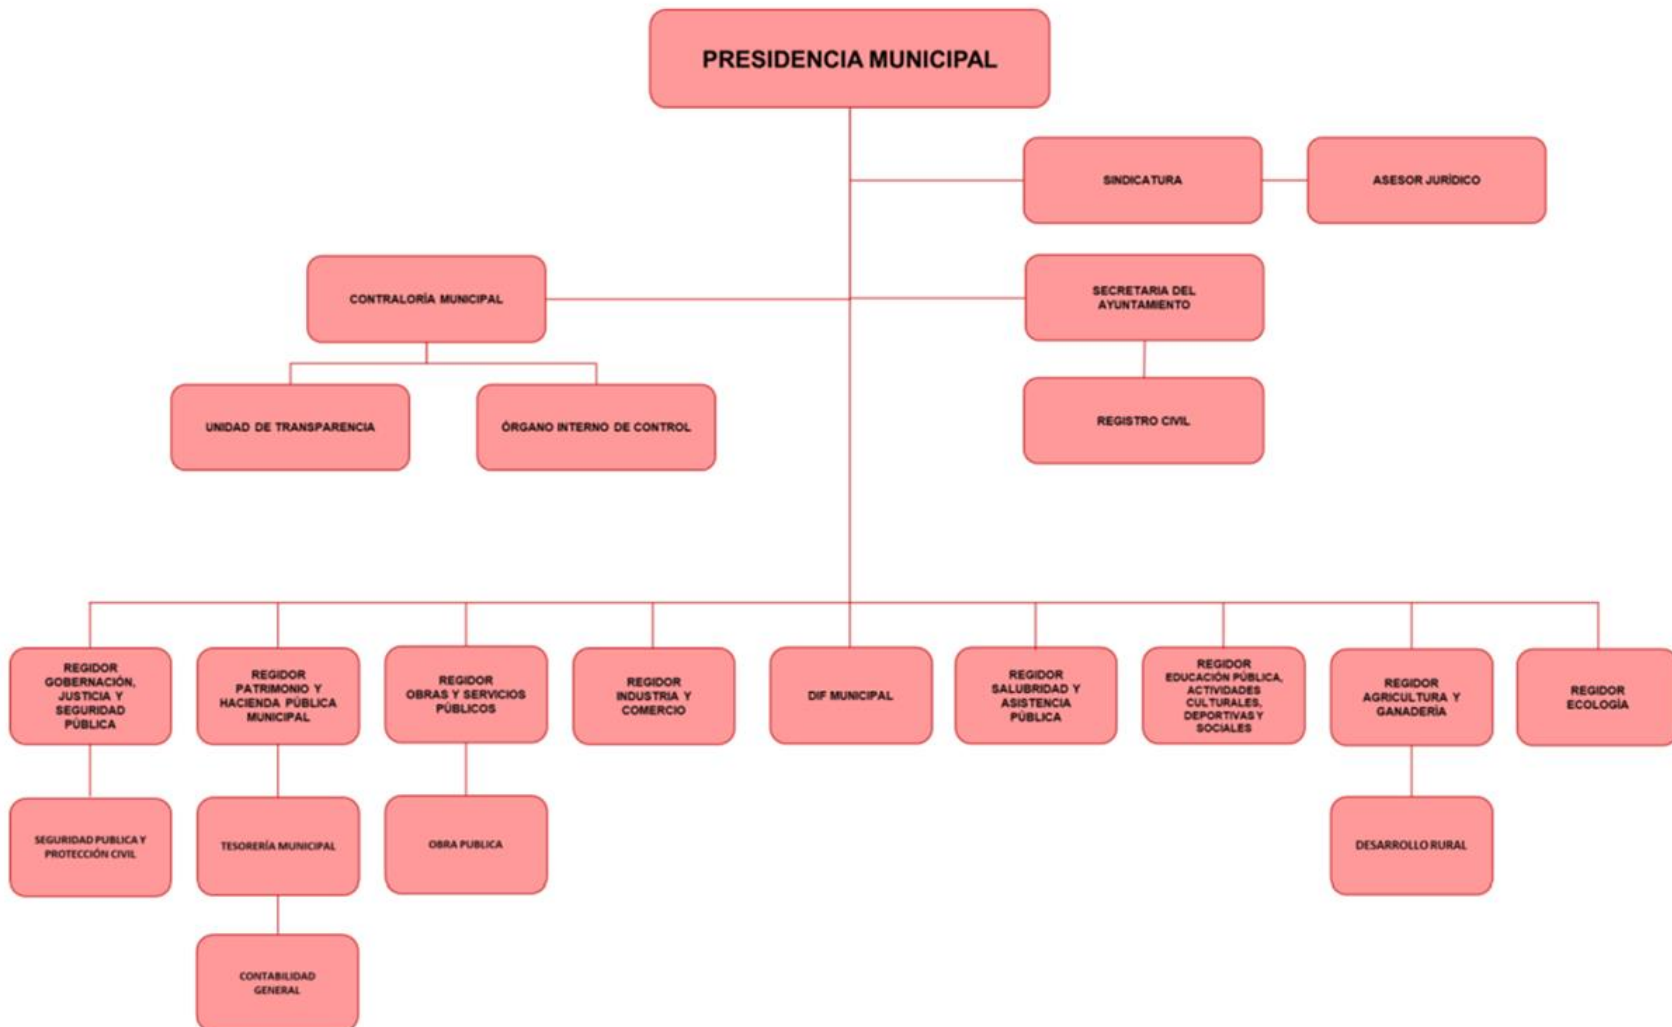 PRESIDENCIA MUNICIPAL
SINDICATURA
ASESOR JURÍDICO
CONTRALORÍA MUNICIPAL
SECRETARIA DEL
AYUNTAMIENTO
UNIDAD DE TRANSPARENCIA
ÓRGANO INTERNO DE CONTROL
REGISTRO CIVIL
REGIDOR
GOBERNACIÓN,
JUSTICIA Y
SEGURIDAD
PÚBLICA
REGIDOR
PATRIMONIO Y
HACIENDA PÚBLICA
MUNICIPAL
REGIDOR
OBRAS Y SERVICIOS
PÚBLICOS
REGIDOR
INDUSTRIA Y
COMERCIO
DIF MUNICIPAL
REGIDOR
SALUBRIDAD Y
ASISTENCIA
PÚBLICA
REGIDOR
EDUCACIÓN PÚBLICA,
ACTIVIDADES
CULTURALES,
DEPORTIVAS Y
SOCIALES
REGIDOR
AGRICULTURA Y
GANADERÍA
REGIDOR
ECOLOGÍA
SEGURIDAD PUBLICA Y
PROTECCIÓN CIVIL
TESORERÍA MUNICIPAL
OBRA PUBLICA
DESARROLLO RURAL
CONTABILIDAD
GENERAL